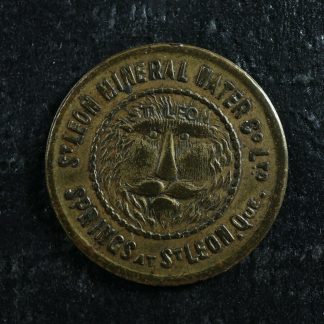 ST LEON MINERAL WATER CO LTD
ST LEON
SPRINGS AT ST LEON, QUE.